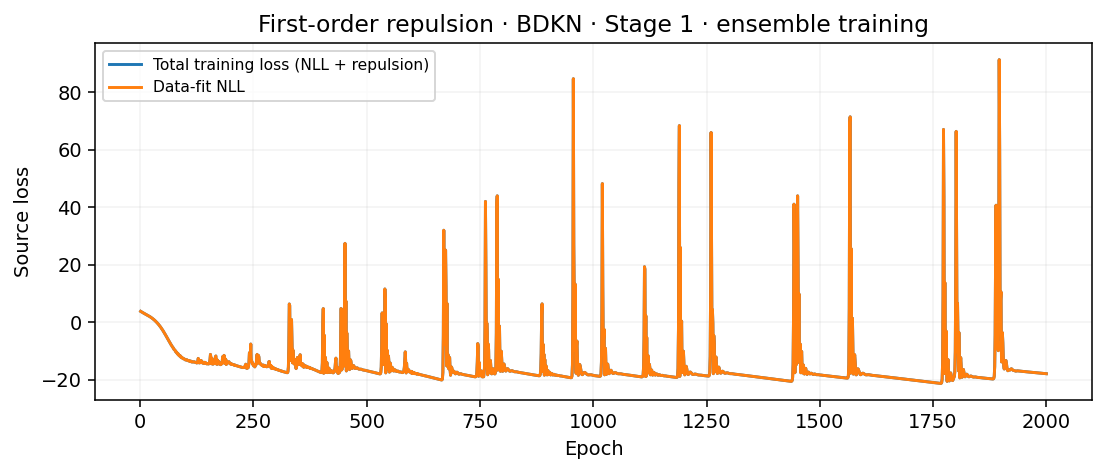 First-order repulsion · BDKN · Stage 1 · ensemble training
Total training loss (NLL + repulsion)
Data-fit NLL
Source loss
80
60
40
20
0
−20
0 250 500 750 1000 1250 1500 1750 2000
Epoch